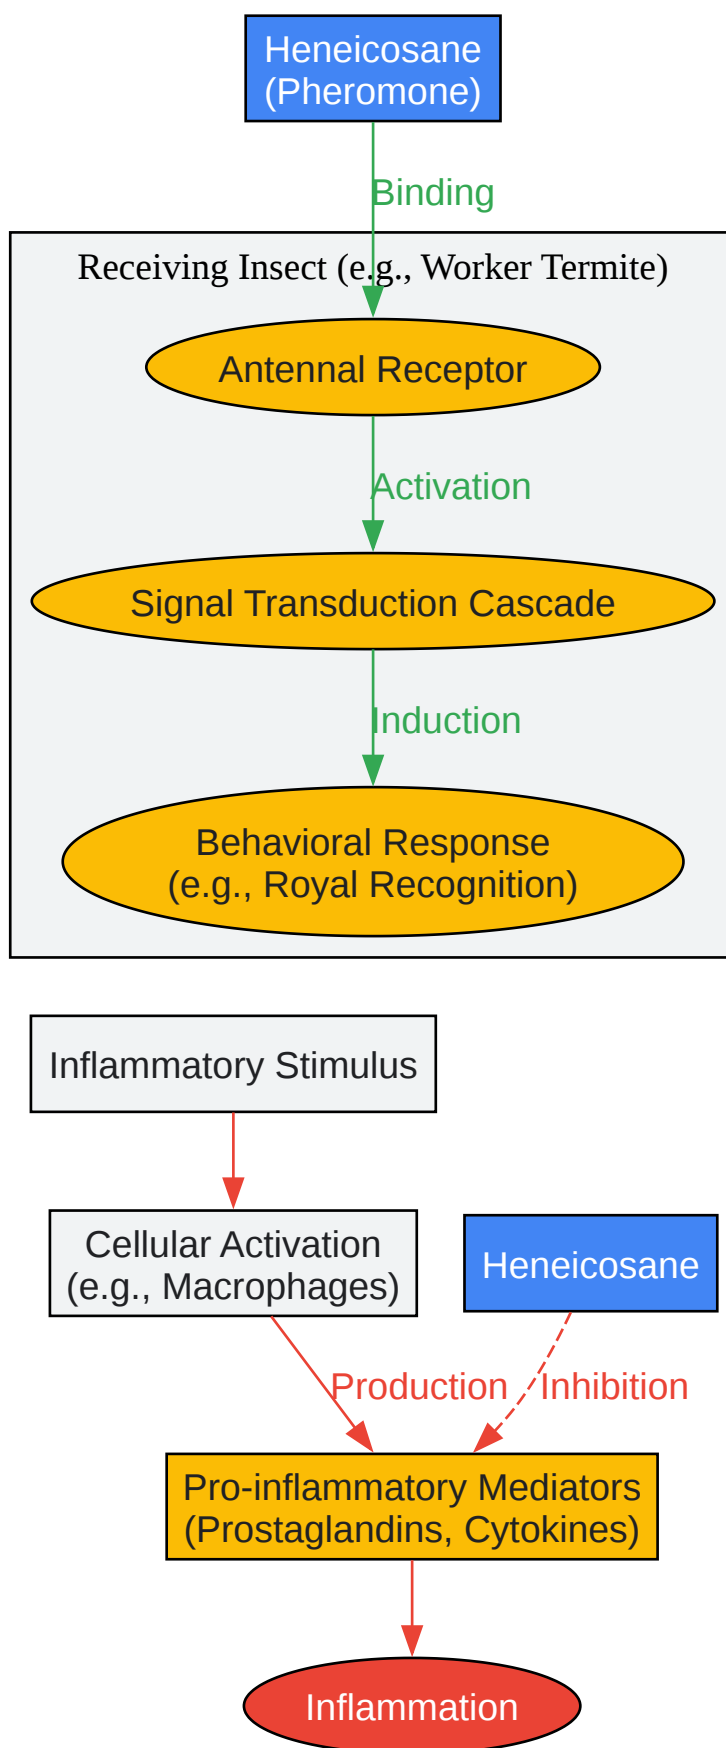 Heneicosane
(Pheromone)
Binding
Receiving Insect (e.g., Worker Termite)
Antennal Receptor
Activation
Signal Transduction Cascade
Induction
Behavioral Response
(e.g., Royal Recognition)
Inflammatory Stimulus
Cellular Activation
(e.g., Macrophages)
Heneicosane
Production
Inhibition
Pro-inflammatory Mediators
(Prostaglandins, Cytokines)
Inflammation